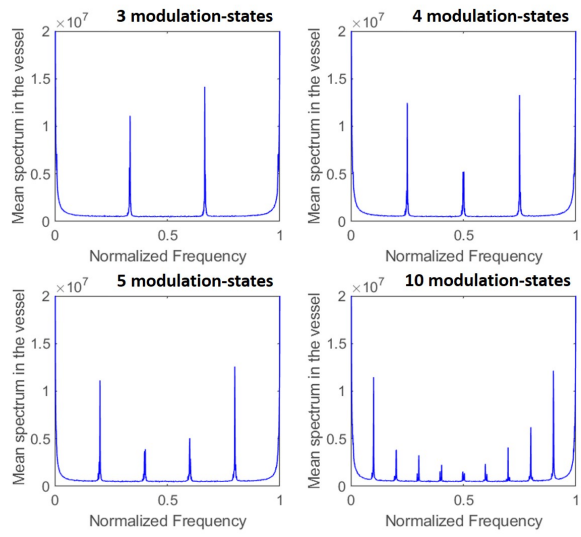 3 modulation-states
×10⁷
2
1.5
1
0.5
0
Mean spectrum in the vessel
0 0.5 1
Normalized Frequency
4 modulation-states
×10⁷
2
1.5
1
0.5
0
Mean spectrum in the vessel
0 0.5 1
Normalized Frequency
5 modulation-states
×10⁷
2
1.5
1
0.5
0
Mean spectrum in the vessel
0 0.5 1
Normalized Frequency
10 modulation-states
×10⁷
2
1.5
1
0.5
0
Mean spectrum in the vessel
0 0.5 1
Normalized Frequency